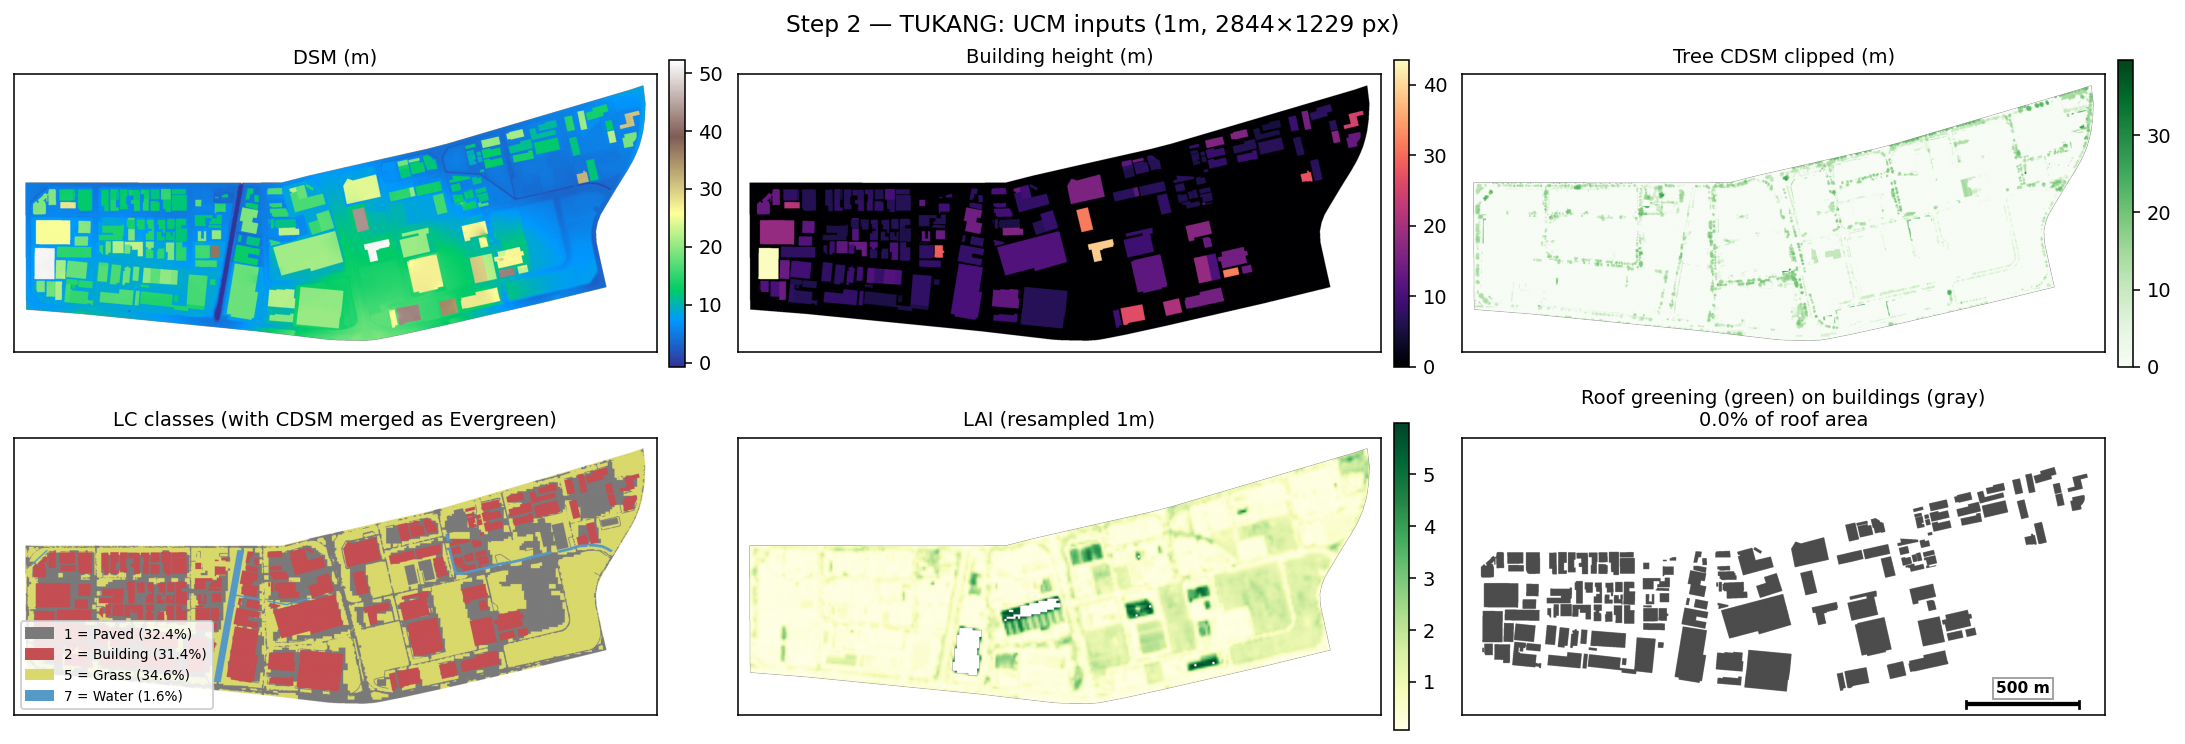 Step 2 — TUKANG: UCM inputs (1m, 2844×1229 px)
DSM (m)
50
40
30
20
10
0
Building height (m)
40
30
20
10
0
Tree CDSM clipped (m)
30
20
10
0
LC classes (with CDSM merged as Evergreen)
1 = Paved (32.4%)
2 = Building (31.4%)
5 = Grass (34.6%)
7 = Water (1.6%)
LAI (resampled 1m)
5
4
3
2
1
Roof greening (green) on buildings (gray)
0.0% of roof area
500 m